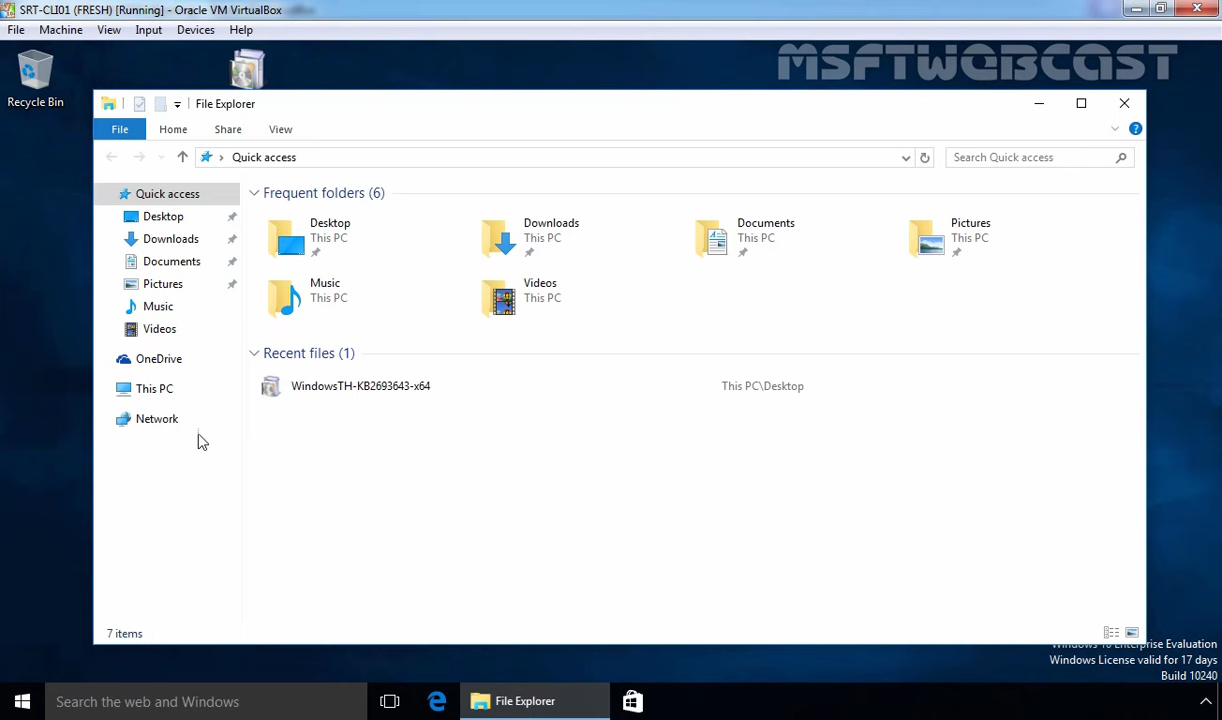 SRT-CLI01 (FRESH) [Running] - Oracle VM VirtualBox
File Machine View Input Devices Help
MSFTWEBCAST
Recycle Bin
File Explorer
File Home Share View
Quick access
Search Quick access
Quick access
Desktop
Downloads
Documents
Pictures
Music
Videos
OneDrive
This PC
Network
Frequent folders (6)
Desktop
This PC
Downloads
This PC
Documents
This PC
Pictures
This PC
Music
This PC
Videos
This PC
Recent files (1)
WindowsTH-KB2693643-x64 This PC\Desktop
7 items
Windows 10 Enterprise Evaluation
Windows License valid for 17 days
Build 10240
Search the web and Windows
File Explorer